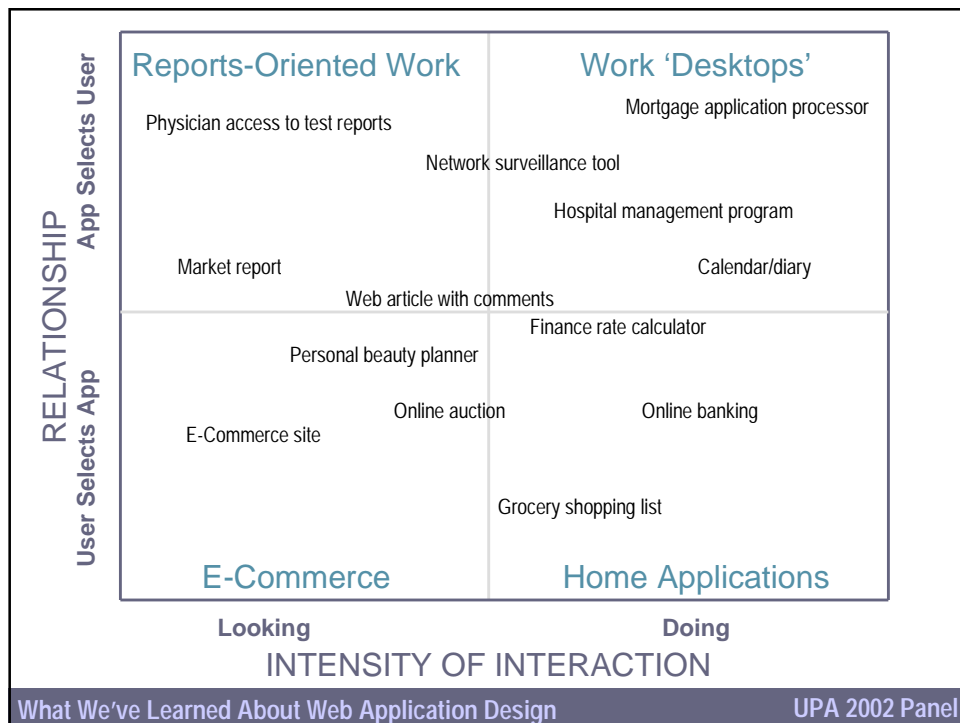 Reports-Oriented Work
Work ‘Desktops’
Mortgage application processor
Physician access to test reports
Network surveillance tool
Hospital management program
Market report
Calendar/diary
Web article with comments
Finance rate calculator
Personal beauty planner
Online auction
Online banking
E-Commerce site
Grocery shopping list
E-Commerce
Home Applications
RELATIONSHIP
App Selects User
User Selects App
Looking
Doing
INTENSITY OF INTERACTION
What We’ve Learned About Web Application Design
UPA 2002 Panel